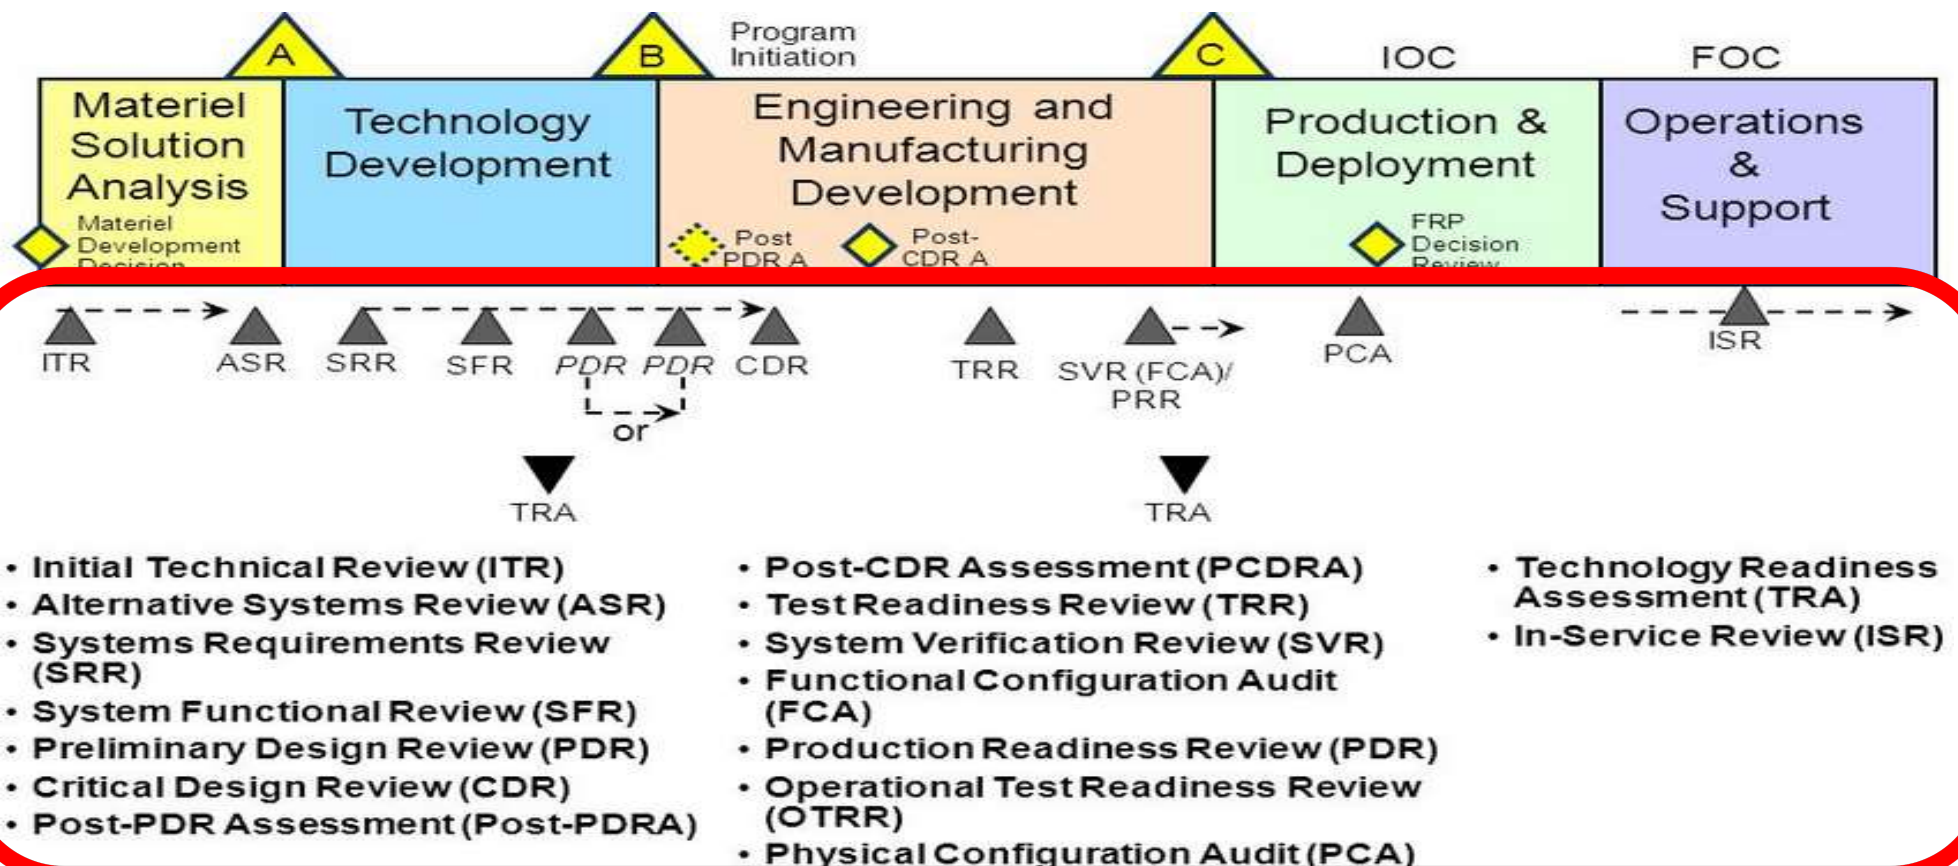 A
B
Program
Initiation
C
IOC
FOC
Materiel
Solution
Analysis
Materiel
Development
Decision
Technology
Development
Engineering and
Manufacturing
Development
Post
PDR A
Post-
CDR A
Production &
Deployment
FRP
Decision
Review
Operations
&
Support
ITR
ASR
SRR
SFR
PDR
PDR
or
CDR
TRR
SVR (FCA)/
PRR
PCA
ISR
TRA
TRA
• Initial Technical Review (ITR)
• Alternative Systems Review (ASR)
• Systems Requirements Review
(SRR)
• System Functional Review (SFR)
• Preliminary Design Review (PDR)
• Critical Design Review (CDR)
• Post-PDR Assessment (Post-PDRA)
• Post-CDR Assessment (PCDRA)
• Test Readiness Review (TRR)
• System Verification Review (SVR)
• Functional Configuration Audit
(FCA)
• Production Readiness Review (PDR)
• Operational Test Readiness Review
(OTRR)
• Physical Configuration Audit (PCA)
• Technology Readiness
Assessment (TRA)
• In-Service Review (ISR)